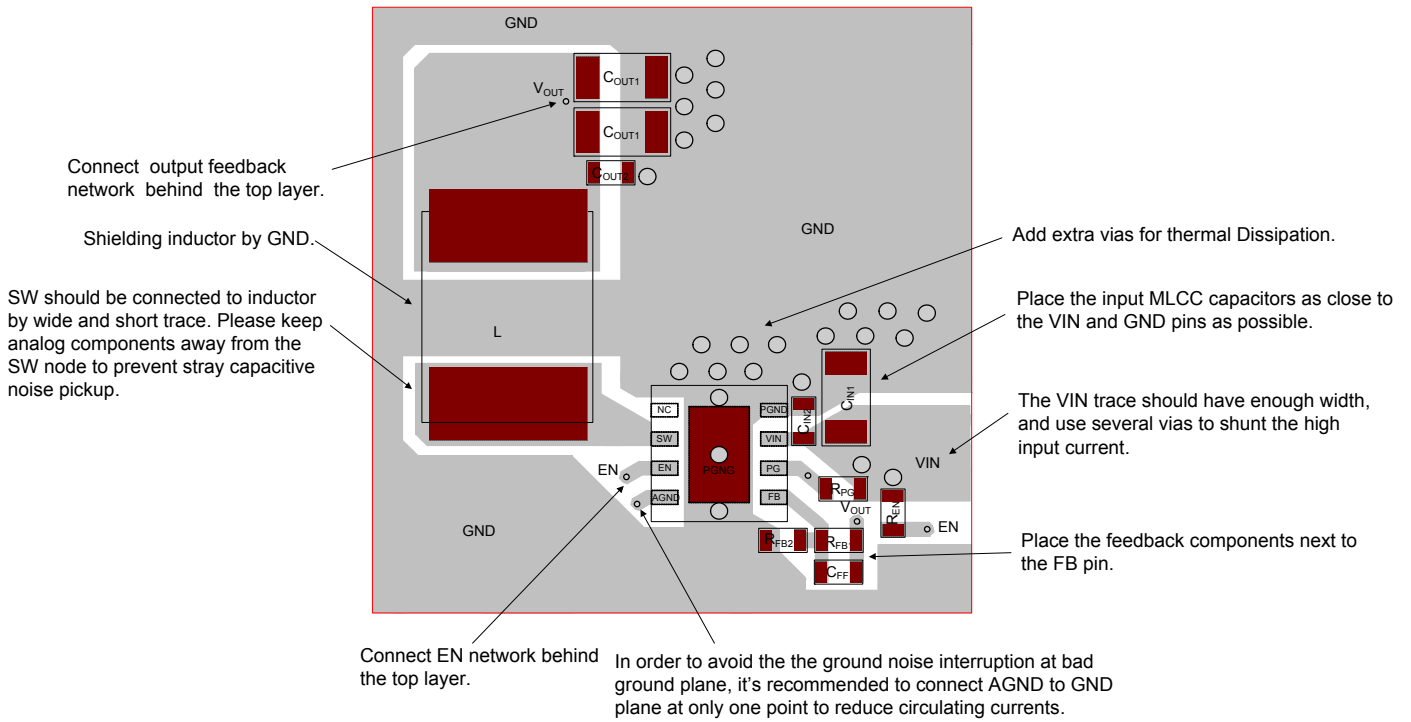 GND
COUT1
VOUT
COUT1
Connect output feedback
network behind the top layer.
COUT2
Shielding inductor by GND.
GND
Add extra vias for thermal Dissipation.
SW should be connected to inductor
by wide and short trace. Please keep
analog components away from the
SW node to prevent stray capacitive
noise pickup.
L
Place the input MLCC capacitors as close to
the VIN and GND pins as possible.
NC
SW
EN
AGND
PGNG
PGND
VIN
PG
FB
CIN2
CIN1
The VIN trace should have enough width,
and use several vias to shunt the high
input current.
VIN
EN
RPG
VOUT
REN
EN
GND
RFB2
RFB1
CFF
Place the feedback components next to
the FB pin.
Connect EN network behind
the top layer.
In order to avoid the the ground noise interruption at bad
ground plane, it's recommended to connect AGND to GND
plane at only one point to reduce circulating currents.